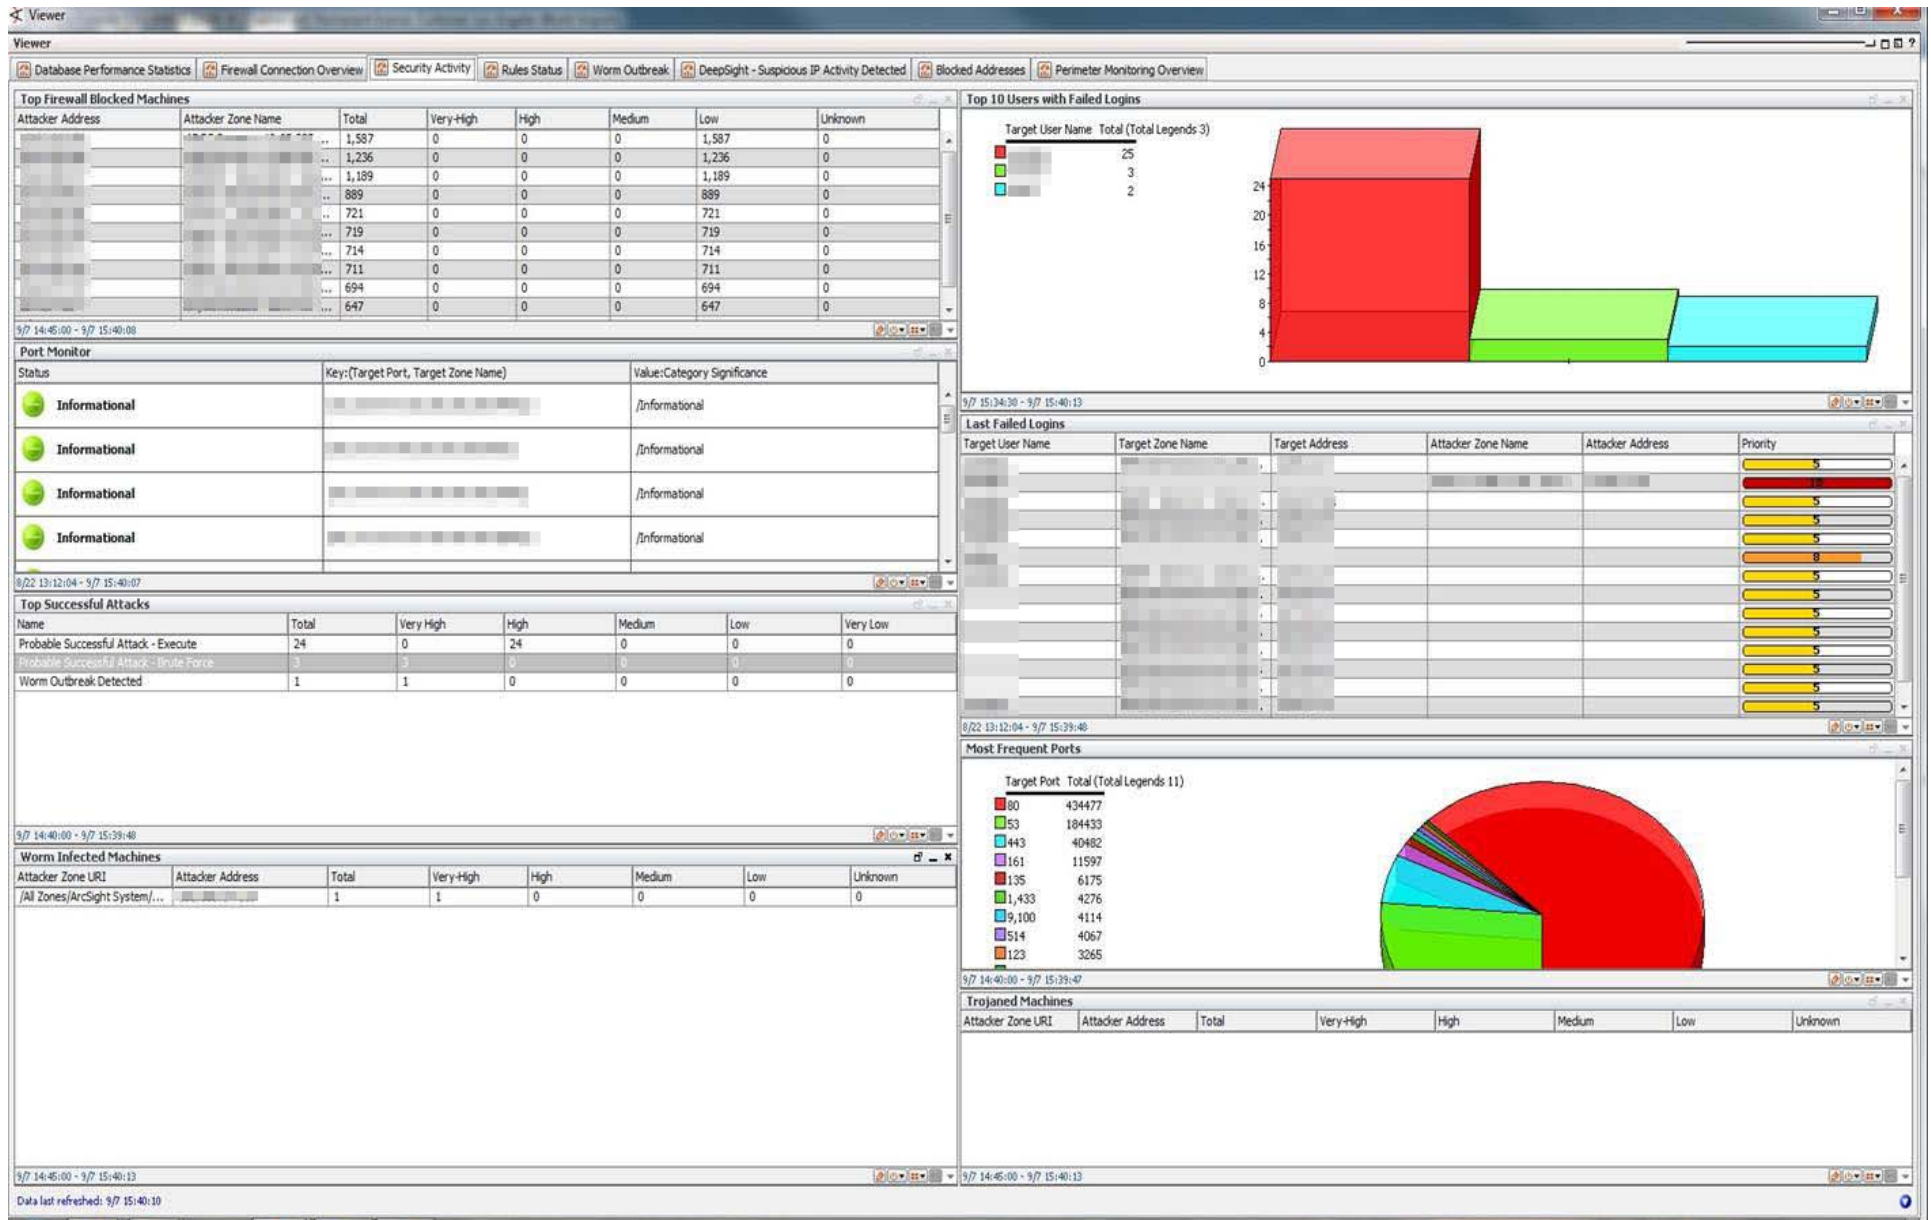 Viewer
Viewer
Database Performance Statistics Firewall Connection Overview Security Activity Rules Status Worm Outbreak DeepSight - Suspicious IP Activity Detected Blocked Addresses Perimeter Monitoring Overview
Top Firewall Blocked Machines
Attacker Address Attacker Zone Name Total Very-High High Medium Low Unknown
... 1,587 0 0 0 1,587 0
... 1,236 0 0 0 1,236 0
... 1,189 0 0 0 1,189 0
... 889 0 0 0 889 0
... 721 0 0 0 721 0
... 719 0 0 0 719 0
... 714 0 0 0 714 0
... 711 0 0 0 711 0
... 694 0 0 0 694 0
... 647 0 0 0 647 0
9/7 14:45:00 - 9/7 15:40:08
Port Monitor
Status Key:(Target Port, Target Zone Name) Value:Category Significance
Informational /Informational
Informational /Informational
Informational /Informational
Informational /Informational
8/22 13:12:04 - 9/7 15:40:07
Top Successful Attacks
Name Total Very High High Medium Low Very Low
Probable Successful Attack - Execute 24 0 24 0 0 0
Probable Successful Attack - Brute Force 3 3 0 0 0 0
Worm Outbreak Detected 1 1 0 0 0 0
9/7 14:40:00 - 9/7 15:39:48
Worm Infected Machines
Attacker Zone URI Attacker Address Total Very-High High Medium Low Unknown
/All Zones/ArcSight System/... 1 1 0 0 0 0
9/7 14:45:00 - 9/7 15:40:13
Data last refreshed: 9/7 15:40:10
Top 10 Users with Failed Logins
Target User Name Total (Total Legends 3)
25
3
2
24
20
16
12
8
4
0
9/7 15:34:30 - 9/7 15:40:13
Last Failed Logins
Target User Name Target Zone Name Target Address Attacker Zone Name Attacker Address Priority
5
10
5
5
5
8
5
5
5
5
5
5
5
5
8/22 13:12:04 - 9/7 15:39:48
Most Frequent Ports
Target Port Total (Total Legends 11)
80 434477
53 184433
443 40482
161 11597
135 6175
1,433 4276
9,100 4114
514 4067
123 3265
9/7 14:40:00 - 9/7 15:39:47
Trojaned Machines
Attacker Zone URI Attacker Address Total Very-High High Medium Low Unknown
9/7 14:45:00 - 9/7 15:40:13